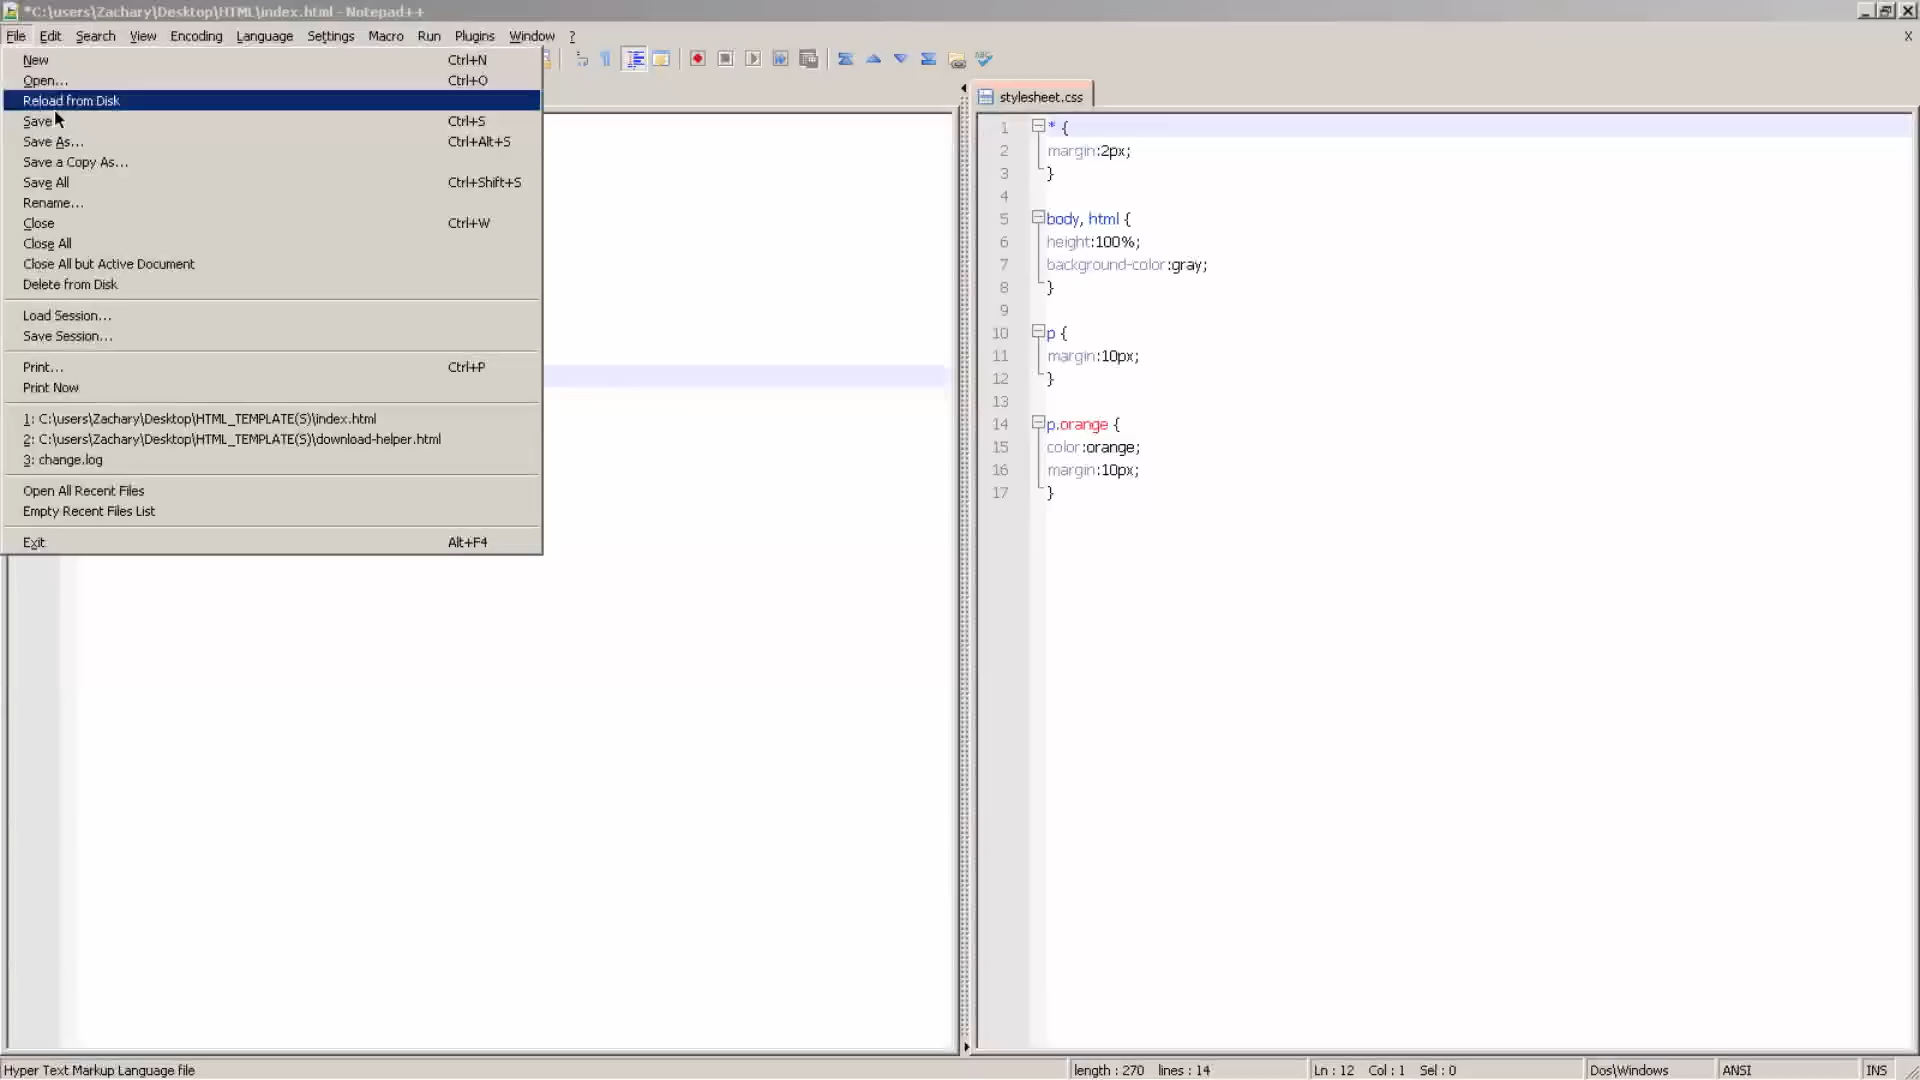 *C:\users\Zachary\Desktop\HTML\index.html - Notepad++
File Edit Search View Encoding Language Settings Macro Run Plugins Window ? X
New Ctrl+N
Open... Ctrl+O
Reload from Disk
Save Ctrl+S
Save As... Ctrl+Alt+S
Save a Copy As...
Save All Ctrl+Shift+S
Rename...
Close Ctrl+W
Close All
Close All but Active Document
Delete from Disk
Load Session...
Save Session...
Print... Ctrl+P
Print Now
1: C:\users\Zachary\Desktop\HTML_TEMPLATE(S)\index.html
2: C:\users\Zachary\Desktop\HTML_TEMPLATE(S)\download-helper.html
3: change.log
Open All Recent Files
Empty Recent Files List
Exit Alt+F4
stylesheet.css
1 * {
2 margin:2px;
3 }
4
5 body, html {
6 height:100%;
7 background-color:gray;
8 }
9
10 p {
11 margin:10px;
12 }
13
14 p.orange {
15 color:orange;
16 margin:10px;
17 }
Hyper Text Markup Language file length : 270 lines : 14 Ln : 12 Col : 1 Sel : 0 Dos\Windows ANSI INS